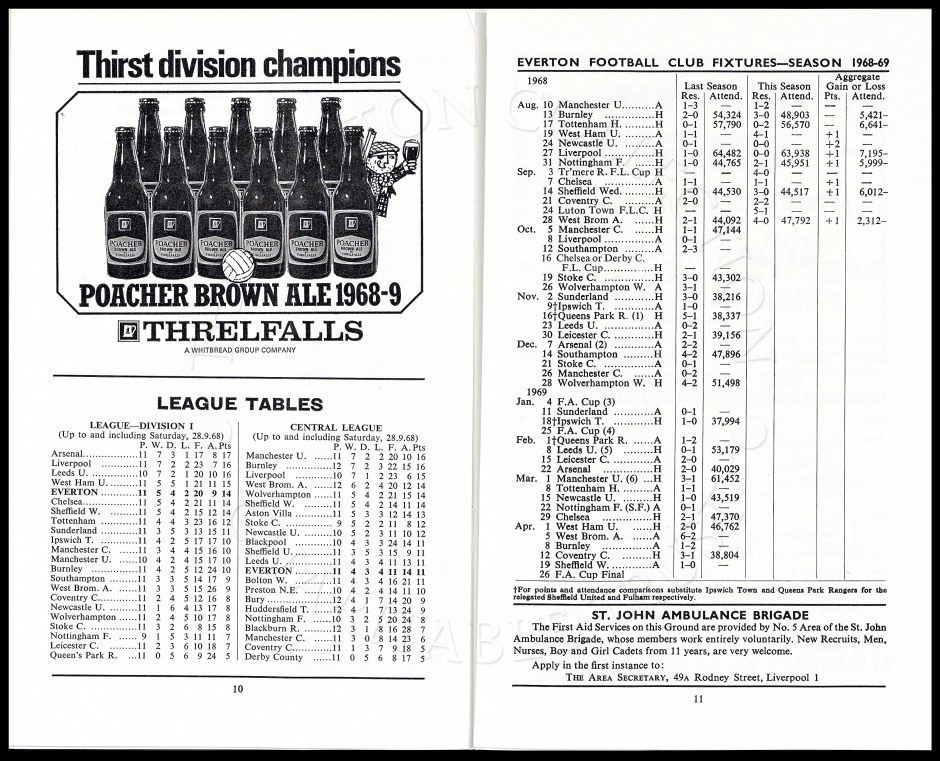 Thirst division champions
POACHER BROWN ALE 1968-9
THRELFALLS
A WHITBREAD GROUP COMPANY
LEAGUE TABLES
LEAGUE—DIVISION I
(Up to and including Saturday, 28.9.68)
P. W. D. L. F. A. Pts
Arsenal..............11 7 3 1 17 8 17
Liverpool ..........11 7 2 2 23 7 16
Leeds U. ..........10 7 2 1 20 10 16
West Ham U. ......11 5 5 1 21 11 15
EVERTON ..........11 5 4 2 20 9 14
Chelsea..............11 5 4 2 21 11 14
Sheffield W. ......11 5 4 2 15 12 14
Tottenham ........11 4 4 3 23 16 12
Sunderland ........11 3 5 3 13 15 11
Ipswich T. ........11 4 2 5 17 17 10
Manchester C. ......11 3 4 4 15 16 10
Manchester U. ......10 4 2 4 15 17 10
Burnley ............11 4 2 5 12 24 10
Southampton ......11 3 3 5 14 17 9
West Brom. A. ....11 3 3 5 15 26 9
Coventry C.........11 2 4 5 12 16 8
Newcastle U. ......11 1 6 4 13 17 8
Wolverhampton ....11 2 4 5 10 17 8
Stoke C. ............11 3 2 6 8 15 8
Nottingham F. ...... 9 1 5 3 11 11 7
Leicester C. ........11 2 3 6 10 18 7
Queen's Park R. ...11 0 5 6 9 24 5
CENTRAL LEAGUE
(Up to and including Saturday, 28.9.68)
P. W. D. L. F. A. Pts
Manchester U. ......11 7 2 2 20 10 16
Burnley ............12 7 2 3 22 15 16
Liverpool ..........10 7 1 2 23 6 15
West Brom. A. ....12 6 2 4 20 12 14
Wolverhampton ....11 5 4 2 21 15 14
Sheffield W. ......11 5 4 2 14 11 14
Aston Villa ........11 5 3 3 12 14 13
Stoke C. .......... 9 5 2 2 11 8 12
Newcastle U. ......10 5 2 3 11 10 12
Blackpool ..........10 4 3 3 24 14 11
Sheffield U. ........11 3 5 3 15 9 11
Leeds U. ..........11 4 3 4 11 13 11
EVERTON ..........11 4 3 4 11 14 11
Bolton W. ..........11 4 3 4 16 21 11
Preston N.E. ......10 4 2 4 11 14 10
Bury ................12 4 1 7 14 20 9
Huddersfield T. ....12 4 1 7 13 24 9
Nottingham F. ......10 3 2 5 20 24 8
Blackburn R. ......12 3 1 8 16 28 7
Manchester C. ......11 3 0 8 14 23 6
Coventry C..........11 1 3 7 9 18 5
Derby County ......11 0 5 6 8 17 5
10
EVERTON FOOTBALL CLUB FIXTURES—SEASON 1968-69
1968 Last Season This Season Aggregate Gain or Loss
Res. Attend. Res. Attend. Pts. Attend.
Aug. 10 Manchester U.........A 1–3 — 1–2 — — —
13 Burnley ..............H 2–0 54,324 3–0 48,903 — 5,421–
17 Tottenham H. ........H 0–1 57,790 0–2 56,570 — 6,641–
19 West Ham U. ........A 1–1 — 4–1 — +1
24 Newcastle U. ........A 0–1 — 0–0 — +2
27 Liverpool ............H 1–0 64,482 0–0 63,938 +1 7,195–
31 Nottingham F. ......H 1–0 44,765 2–1 45,951 +1 5,999–
Sep. 3 Tr'mere R. F.L. Cup H — — 4–0 — — —
7 Chelsea ..............A 1–1 — 1–1 — +1 —
14 Sheffield Wed. ......H 1–0 44,530 3–0 44,517 +1 6,012–
21 Coventry C. ..........A 2–0 — 2–2 — — —
24 Luton Town F.L.C. H — — 5–1 — — —
28 West Brom A. ......H 2–1 44,092 4–0 47,792 +1 2,312–
Oct. 5 Manchester C. ......H 1–1 47,144
8 Liverpool ............A 0–1 —
12 Southampton ........A 2–3 —
16 Chelsea or Derby C.
F.L. Cup............H — —
19 Stoke C. ..............H 3–0 43,302
26 Wolverhampton W. A 3–1 —
Nov. 2 Sunderland ..........H 3–0 38,216
9†Ipswich T. ............A 1–0 —
16†Queens Park R. (1) H 5–1 38,337
23 Leeds U. ..............A 0–2 —
30 Leicester C. ..........H 2–1 39,156
Dec. 7 Arsenal (2) ............A 2–2 —
14 Southampton ........H 4–2 47,896
21 Stoke C. ..............A 0–1 —
26 Manchester C. ......A 0–2 —
28 Wolverhampton W. H 4–2 51,498
1969
Jan. 4 F.A. Cup (3)
11 Sunderland ..........A 0–1 —
18†Ipswich T. ............H 1–0 37,994
25 F.A. Cup (4)
Feb. 1†Queens Park R. ......A 1–2 —
8 Leeds U. (5) ..........H 0–1 53,179
15 Leicester C. ..........A 2–0 —
22 Arsenal ..............H 2–0 40,029
Mar. 1 Manchester U. (6) ...H 3–1 61,452
8 Tottenham H. ........A 1–1 —
15 Newcastle U. ........H 1–0 43,519
22 Nottingham F. (S.F.) A 0–1 —
29 Chelsea ..............H 2–1 47,370
Apr. 1 West Ham U. ........H 2–0 46,762
5 West Brom. A. ......A 6–2 —
8 Burnley ..............A 1–2 —
12 Coventry C. ..........H 3–1 38,804
19 Sheffield W. ..........A 1–0 —
26 F.A. Cup Final
†For points and attendance comparisons substitute Ipswich Town and Queens Park Rangers for the
relegated Sheffield United and Fulham respectively.
ST. JOHN AMBULANCE BRIGADE
The First Aid Services on this Ground are provided by No. 5 Area of the St. John
Ambulance Brigade, whose members work entirely voluntarily. New Recruits, Men,
Nurses, Boy and Girl Cadets from 11 years, are very welcome.
Apply in the first instance to:
THE AREA SECRETARY, 49A Rodney Street, Liverpool 1
11